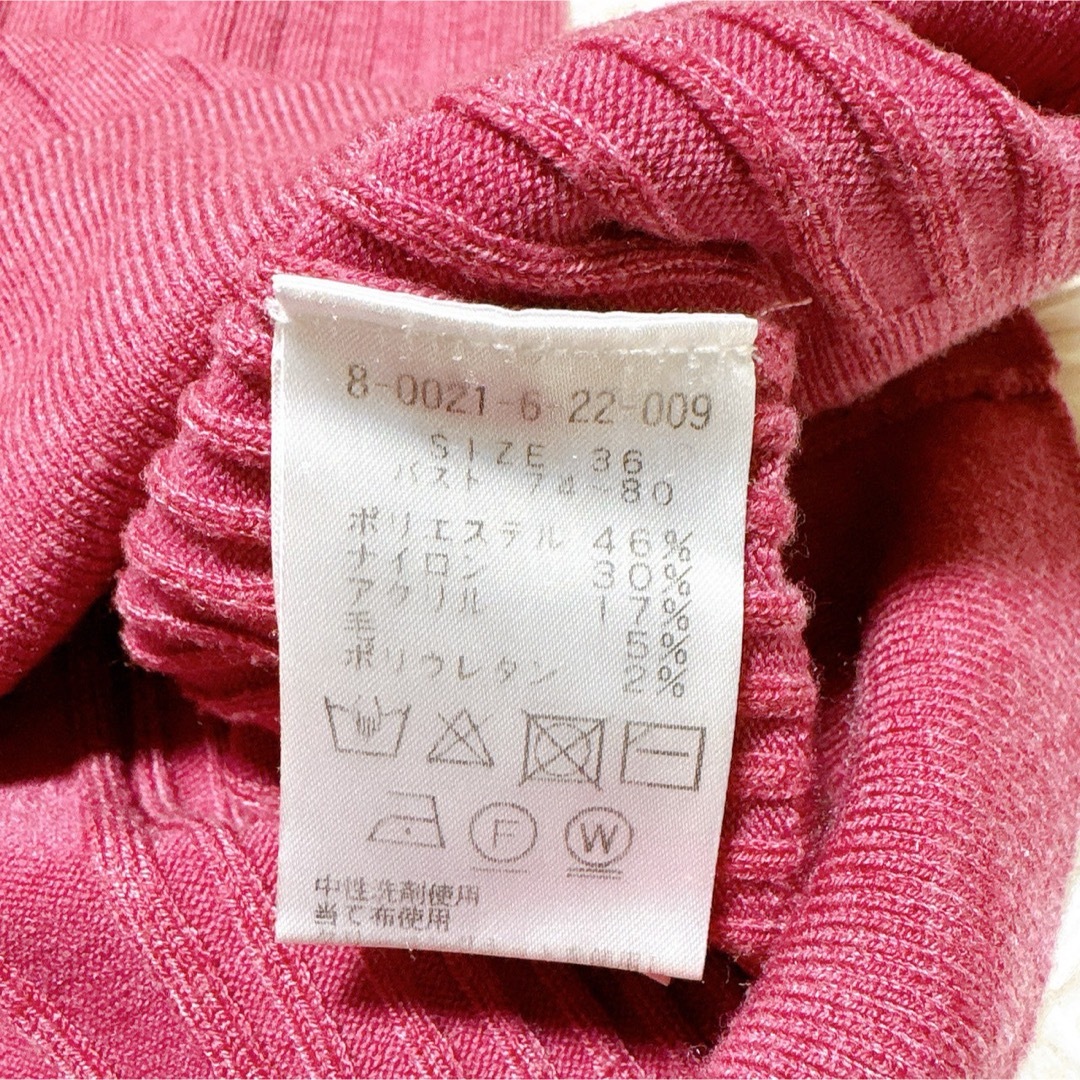 8-0021-6-22-009
SIZE 36
バスト 74-80
ポリエステル 46%
ナイロン 30%
アクリル 17%
毛 5%
ポリウレタン 2%
F
W
中性洗剤使用
当て布使用